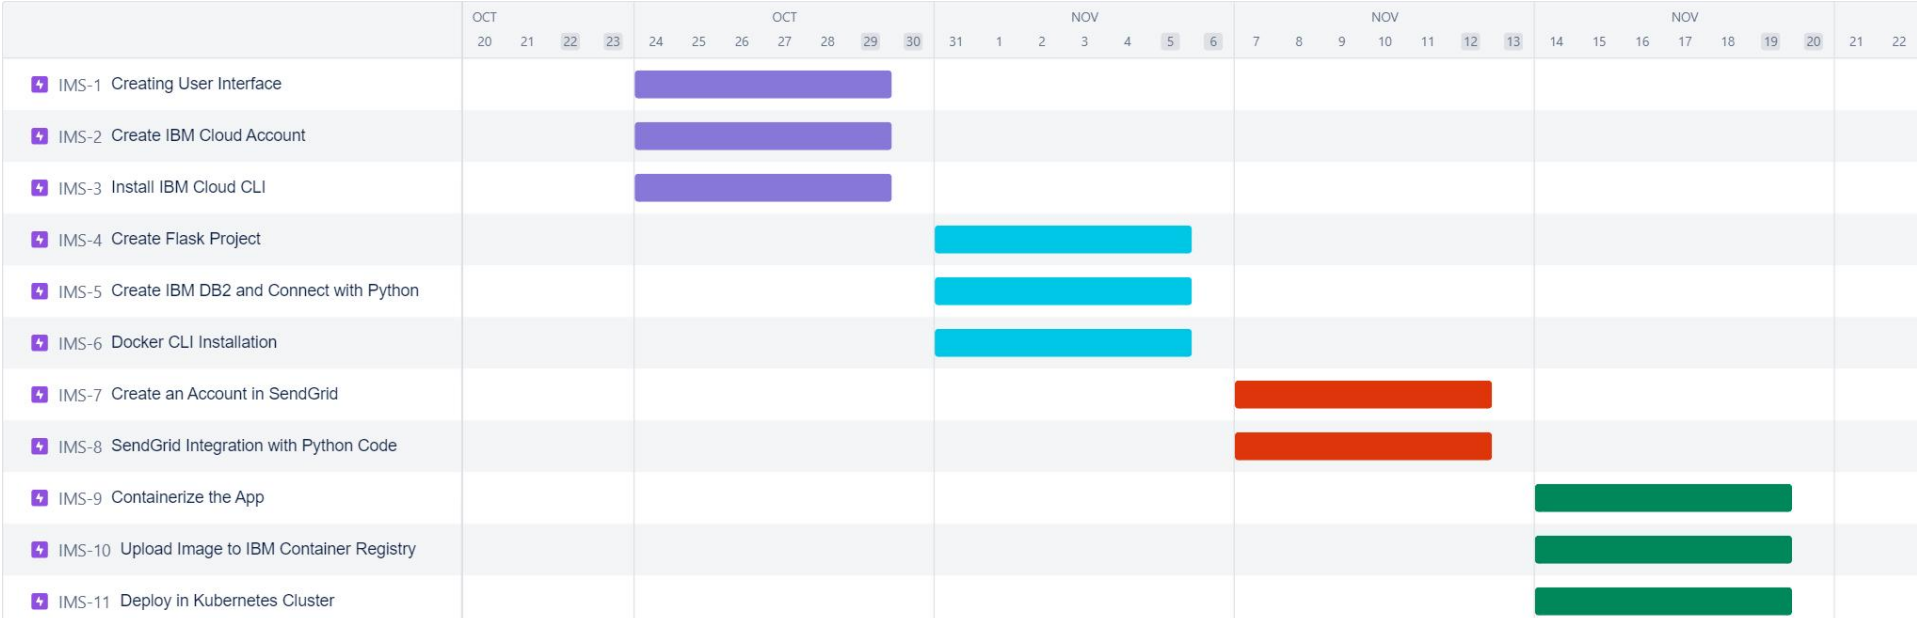 OCT OCT NOV NOV NOV
20 21 22 23 24 25 26 27 28 29 30 31 1 2 3 4 5 6 7 8 9 10 11 12 13 14 15 16 17 18 19 20 21 22
IMS-1 Creating User Interface
IMS-2 Create IBM Cloud Account
IMS-3 Install IBM Cloud CLI
IMS-4 Create Flask Project
IMS-5 Create IBM DB2 and Connect with Python
IMS-6 Docker CLI Installation
IMS-7 Create an Account in SendGrid
IMS-8 SendGrid Integration with Python Code
IMS-9 Containerize the App
IMS-10 Upload Image to IBM Container Registry
IMS-11 Deploy in Kubernetes Cluster